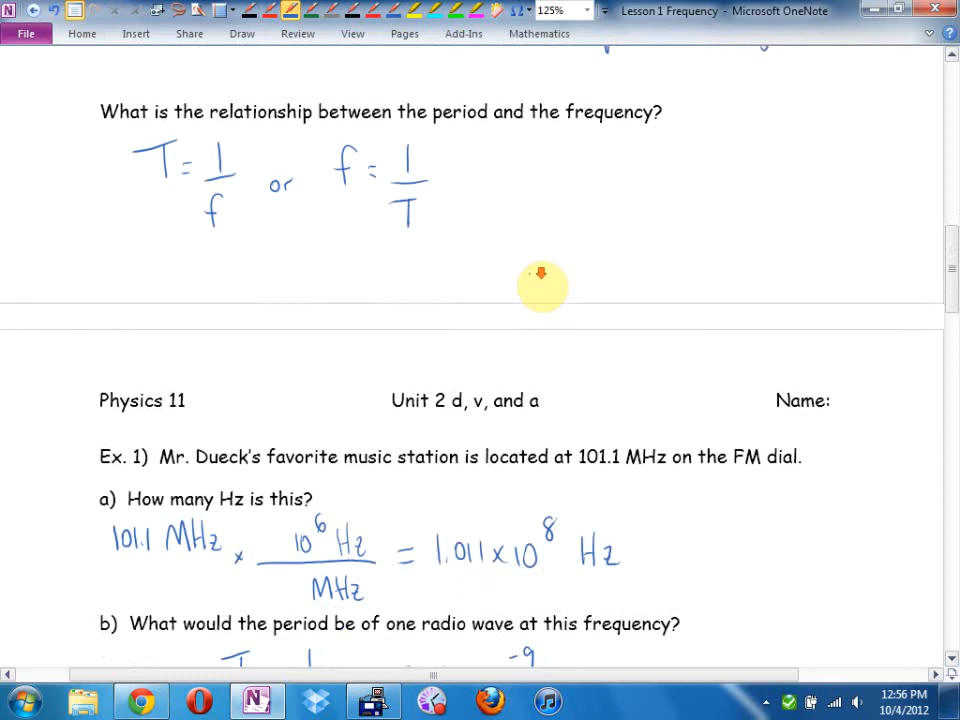 125% Lesson 1 Frequency - Microsoft OneNote
File Home Insert Share Draw Review View Pages Add-Ins Mathematics
What is the relationship between the period and the frequency?
T = 1/f or f = 1/T
Physics 11 Unit 2 d, v, and a Name:
Ex. 1) Mr. Dueck's favorite music station is located at 101.1 MHz on the FM dial.
a) How many Hz is this?
101.1 MHz × 10^6 Hz / MHz = 1.011 × 10^8 Hz
b) What would the period be of one radio wave at this frequency?
-9
12:56 PM
10/4/2012